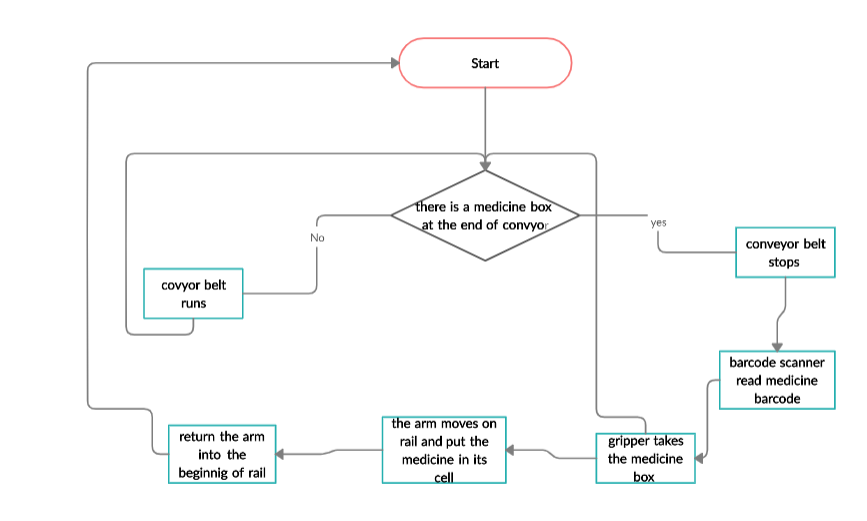 Start
there is a medicine box
at the end of convyor
yes
No
conveyor belt
stops
covyor belt
runs
barcode scanner
read medicine
barcode
the arm moves on
rail and put the
medicine in its
cell
gripper takes
the medicine
box
return the arm
into the
beginnig of rail